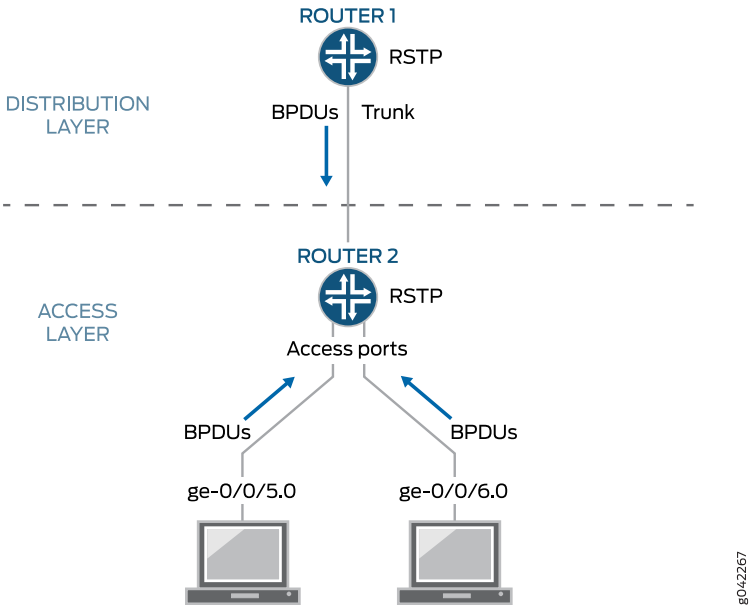 ROUTER 1
RSTP
DISTRIBUTION
LAYER
BPDUs
Trunk
ROUTER 2
RSTP
ACCESS
LAYER
Access ports
BPDUs
BPDUs
ge-0/0/5.0
ge-0/0/6.0
g042267